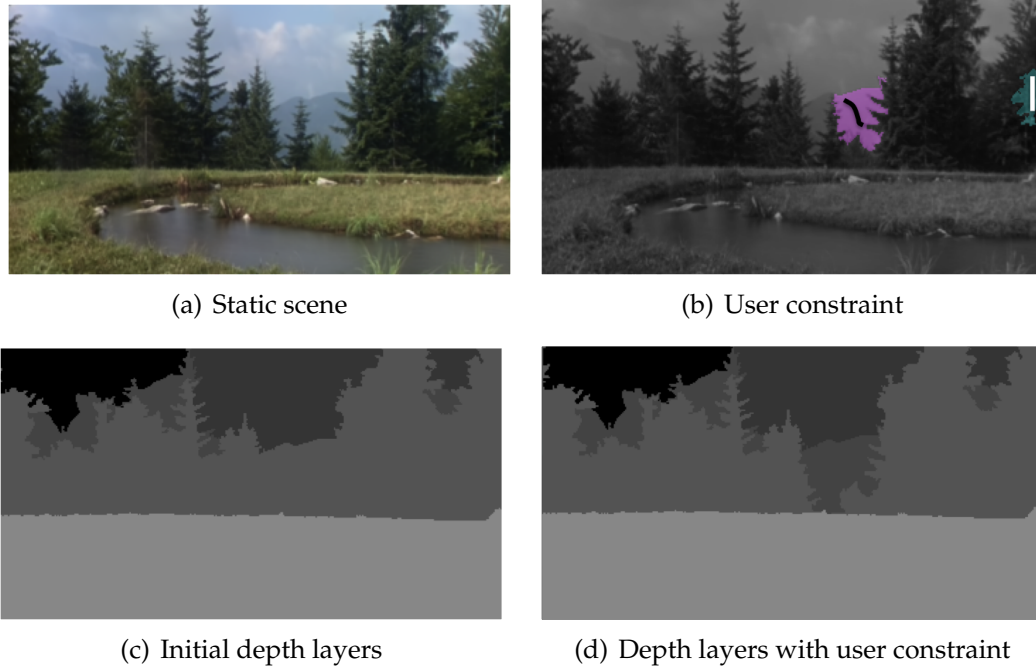 (a) Static scene
(b) User constraint
(c) Initial depth layers
(d) Depth layers with user constraint